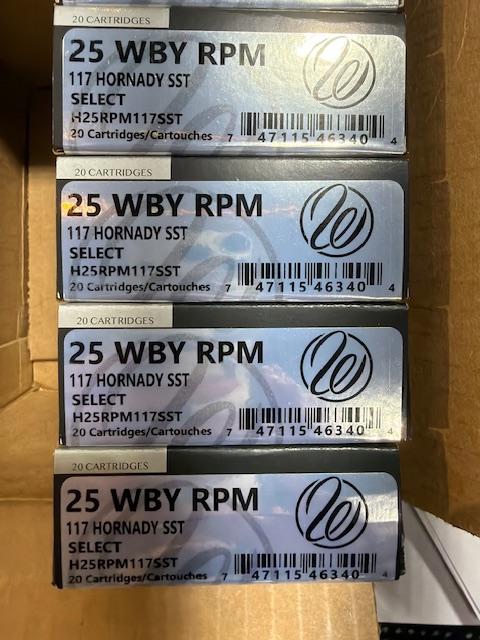 20 CARTRIDGES
25 WBY RPM
117 HORNADY SST
SELECT
H25RPM117SST
20 Cartridges/Cartouches 7 47115 46340 4
20 CARTRIDGES
25 WBY RPM
117 HORNADY SST
SELECT
H25RPM117SST
20 Cartridges/Cartouches 7 47115 46340 4
20 CARTRIDGES
25 WBY RPM
117 HORNADY SST
SELECT
H25RPM117SST
20 Cartridges/Cartouches 7 47115 46340 4
20 CARTRIDGES
25 WBY RPM
117 HORNADY SST
SELECT
H25RPM117SST
20 Cartridges/Cartouches 7 47115 46340 4